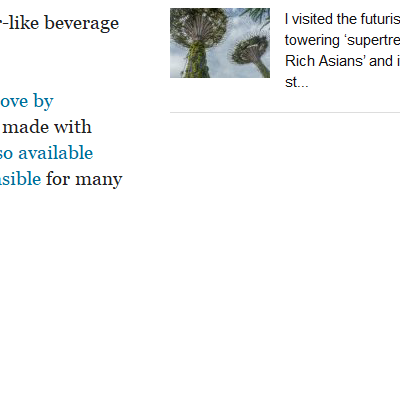 -like beverage
ove by
made with
so available
sible for many
I visited the futuris
towering ‘supertre
Rich Asians’ and i
st...